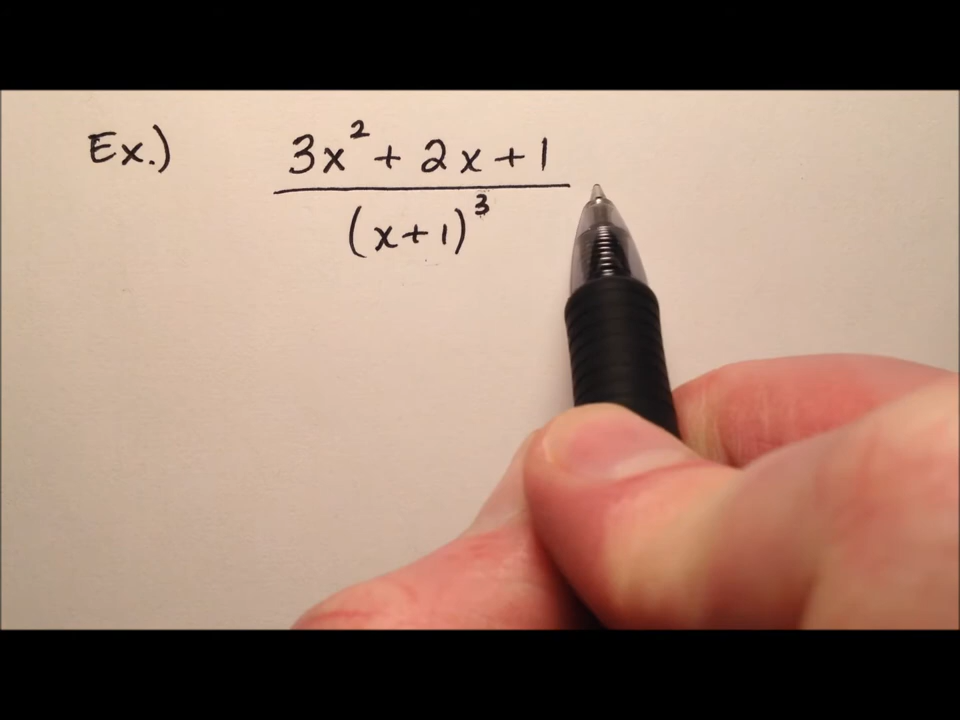 Ex.) 3x² + 2x + 1
(x + 1)³